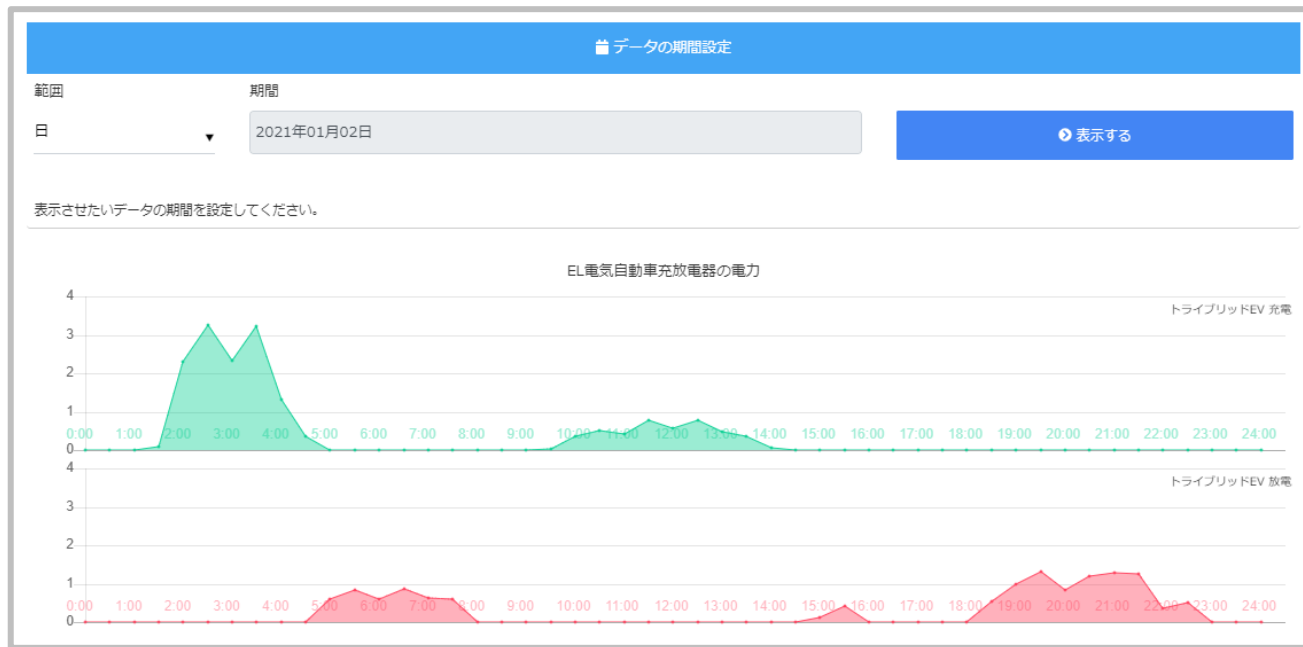 データの期間設定
範囲
期間
日
2021年01月02日
表示する
表示させたいデータの期間を設定してください。
EL電気自動車充放電器の電力
トライブリッドEV 充電
4
3
2
1
0
0:00 1:00 2:00 3:00 4:00 5:00 6:00 7:00 8:00 9:00 10:00 11:00 12:00 13:00 14:00 15:00 16:00 17:00 18:00 19:00 20:00 21:00 22:00 23:00 24:00
トライブリッドEV 放電
4
3
2
1
0
0:00 1:00 2:00 3:00 4:00 5:00 6:00 7:00 8:00 9:00 10:00 11:00 12:00 13:00 14:00 15:00 16:00 17:00 18:00 19:00 20:00 21:00 22:00 23:00 24:00